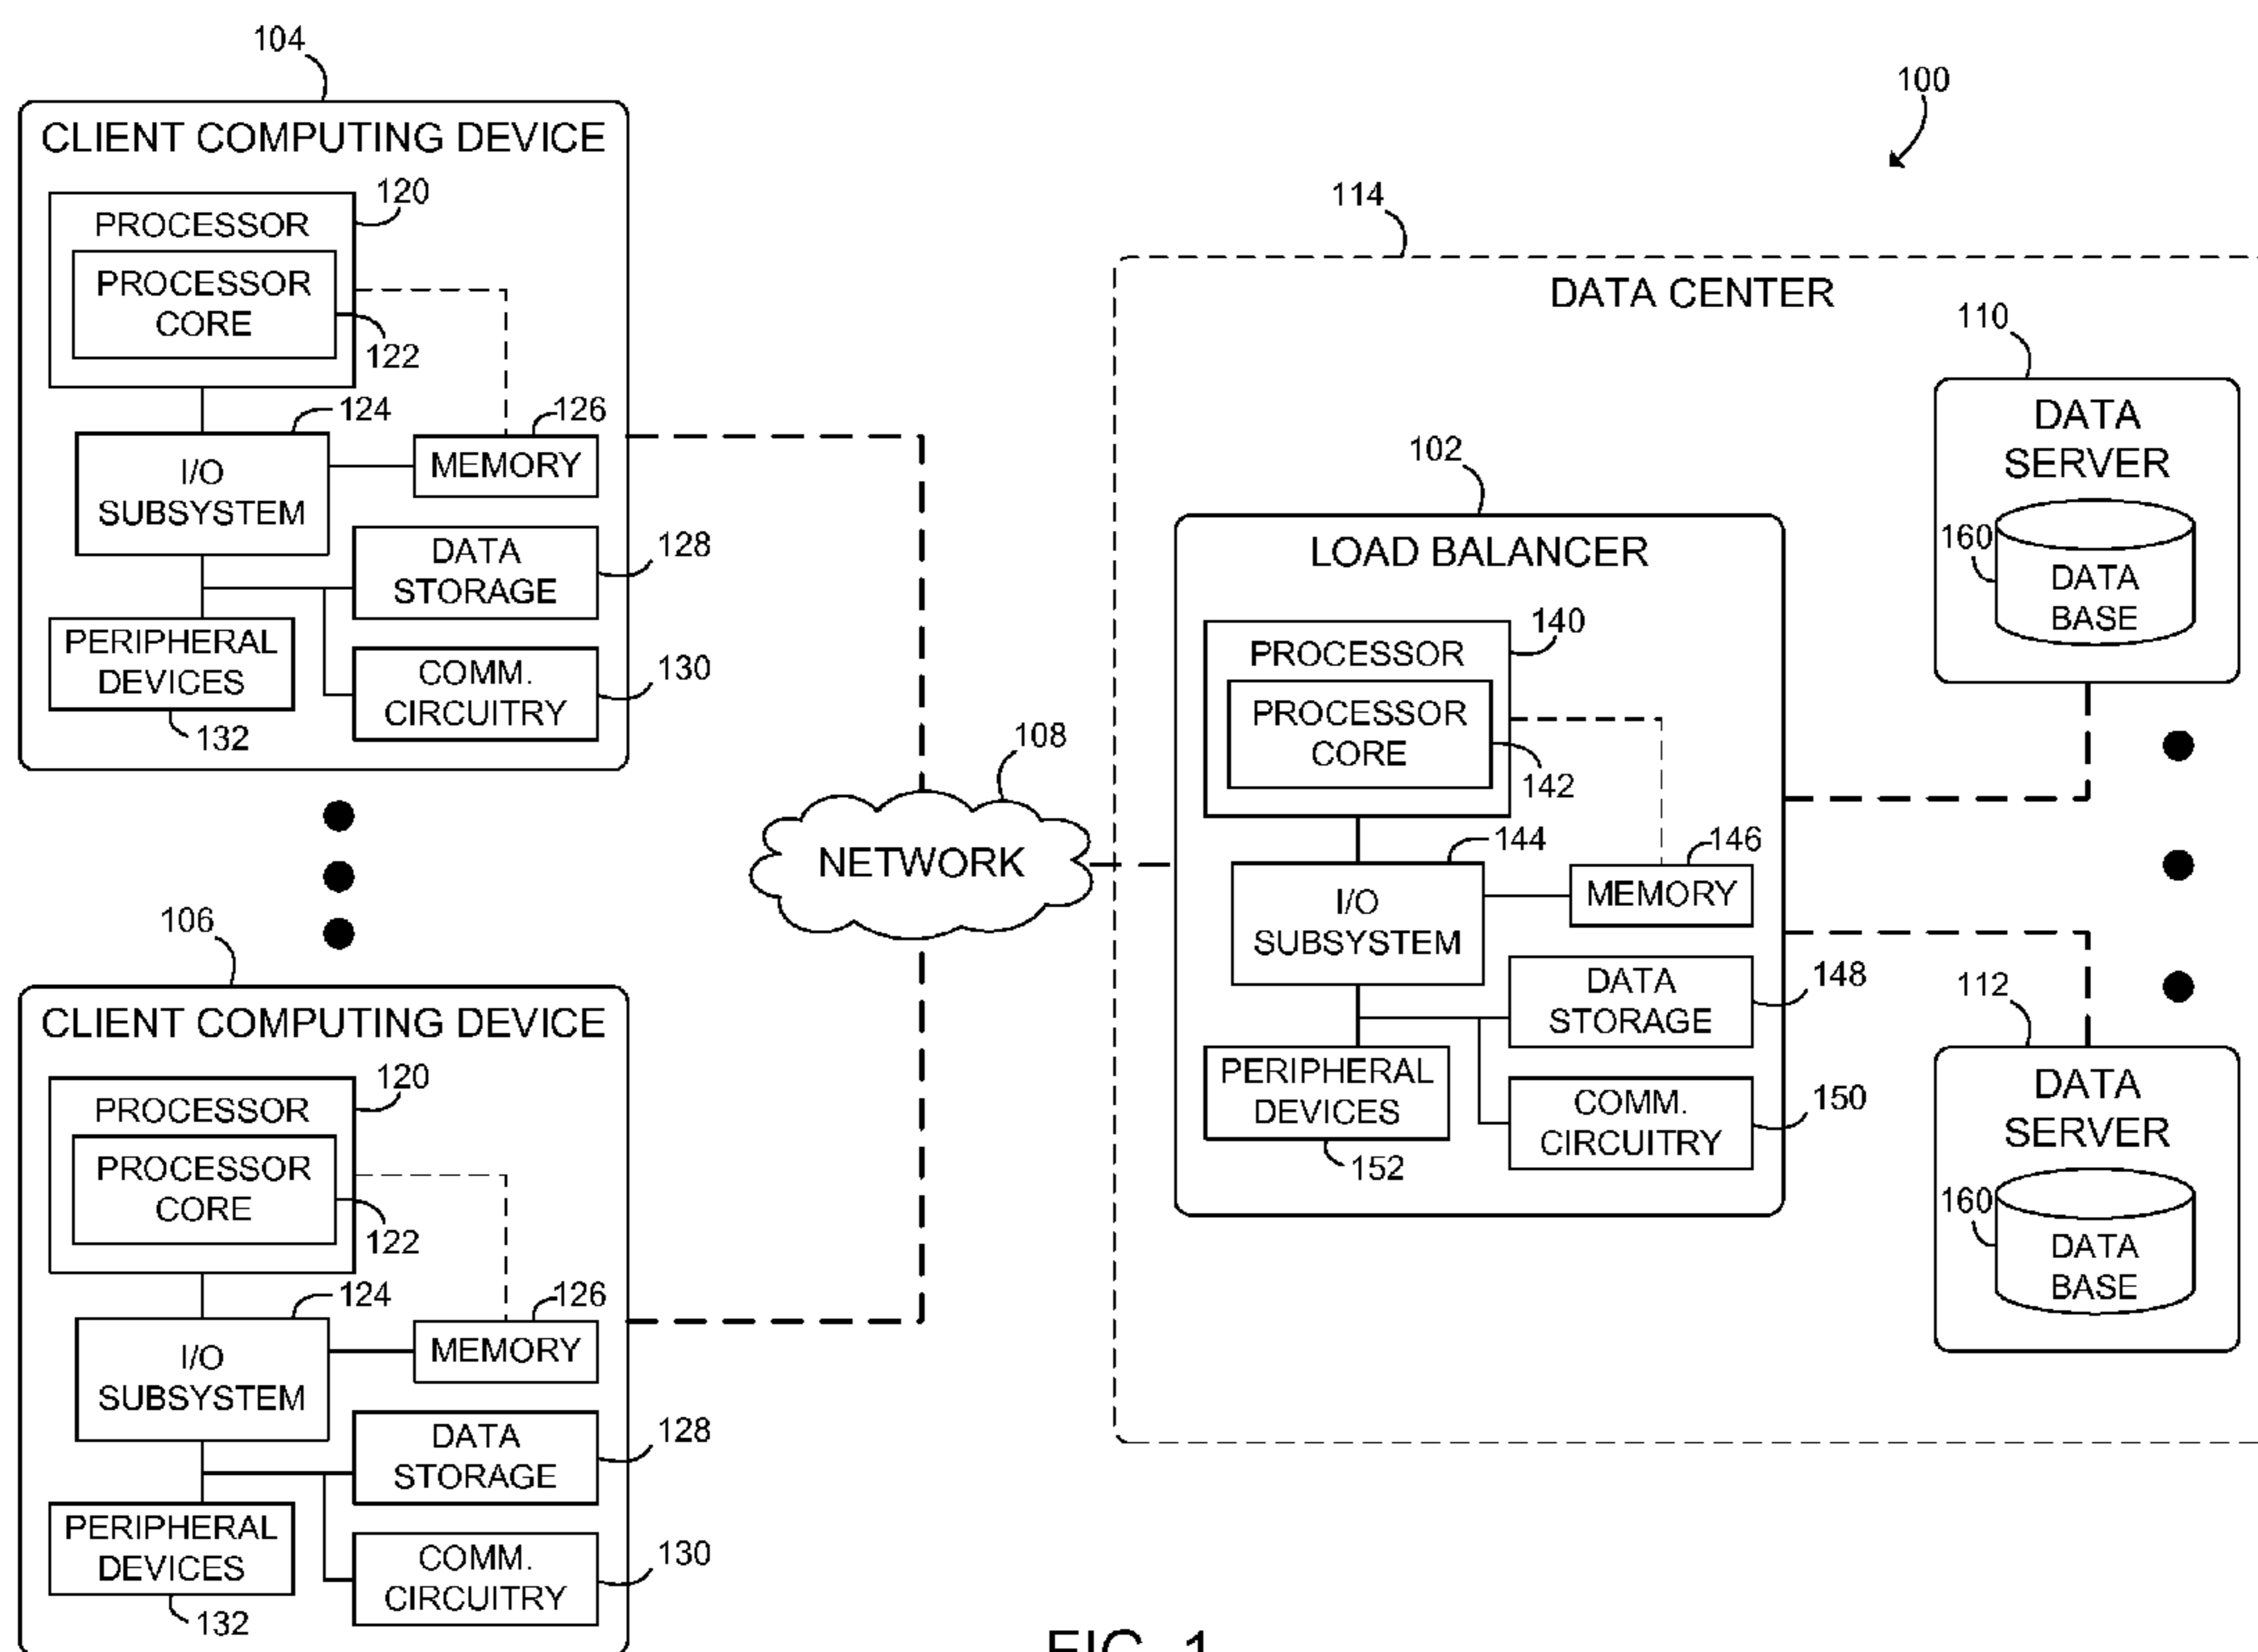 104
CLIENT COMPUTING DEVICE
120
PROCESSOR
PROCESSOR
CORE
122
124
I/O
SUBSYSTEM
126
MEMORY
128
DATA
STORAGE
130
COMM.
CIRCUITRY
PERIPHERAL
DEVICES
132
106
CLIENT COMPUTING DEVICE
120
PROCESSOR
PROCESSOR
CORE
122
124
I/O
SUBSYSTEM
126
MEMORY
128
DATA
STORAGE
130
COMM.
CIRCUITRY
PERIPHERAL
DEVICES
132
108
NETWORK
100
114
DATA CENTER
102
LOAD BALANCER
140
PROCESSOR
PROCESSOR
CORE
142
144
I/O
SUBSYSTEM
146
MEMORY
148
DATA
STORAGE
150
COMM.
CIRCUITRY
PERIPHERAL
DEVICES
152
110
DATA
SERVER
160
DATA
BASE
112
DATA
SERVER
160
DATA
BASE
FIG. 1